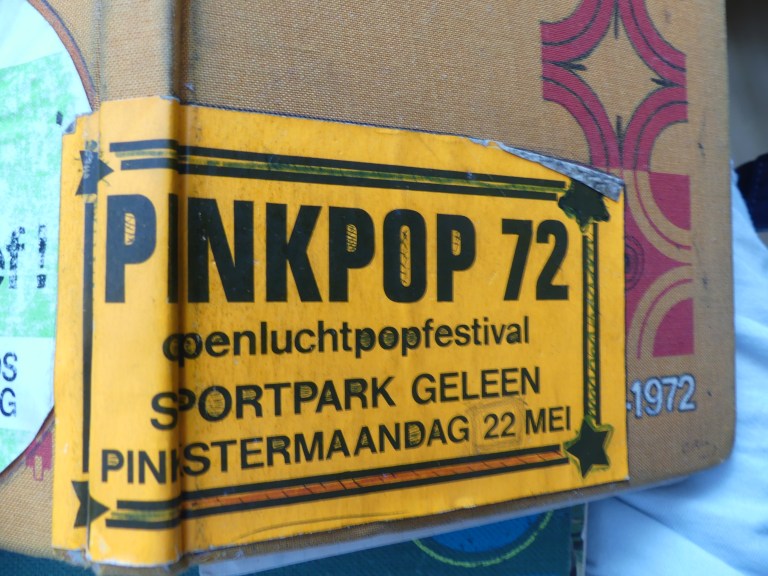 PINKPOP 72
openluchtpopfestival
SPORTPARK GELEEN
PINKSTERMAANDAG 22 MEI
-1972